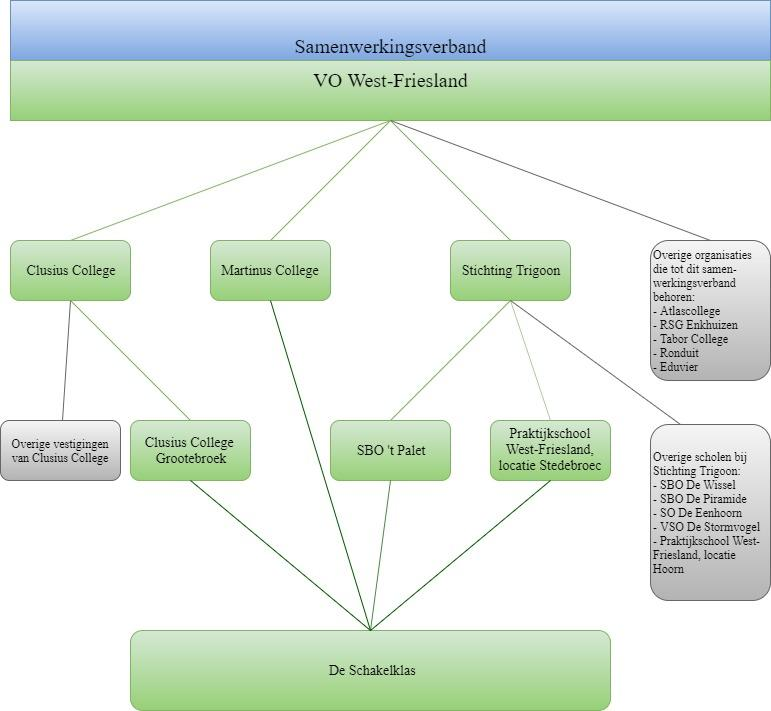 Samenwerkingsverband
VO West-Friesland
Clusius College
Martinus College
Stichting Trigoon
Overige organisaties
die tot dit samen-
werkingsverband
behoren:
- Atlascollege
- RSG Enkhuizen
- Tabor College
- Ronduit
- Eduvier
Overige vestigingen
van Clusius College
Clusius College
Grootebroek
SBO 't Palet
Praktijkschool
West-Friesland,
locatie Stedebroec
Overige scholen bij
Stichting Trigoon:
- SBO De Wissel
- SBO De Piramide
- SO De Eenhoorn
- VSO De Stormvogel
- Praktijkschool West-
Friesland, locatie
Hoorn
De Schakelklas